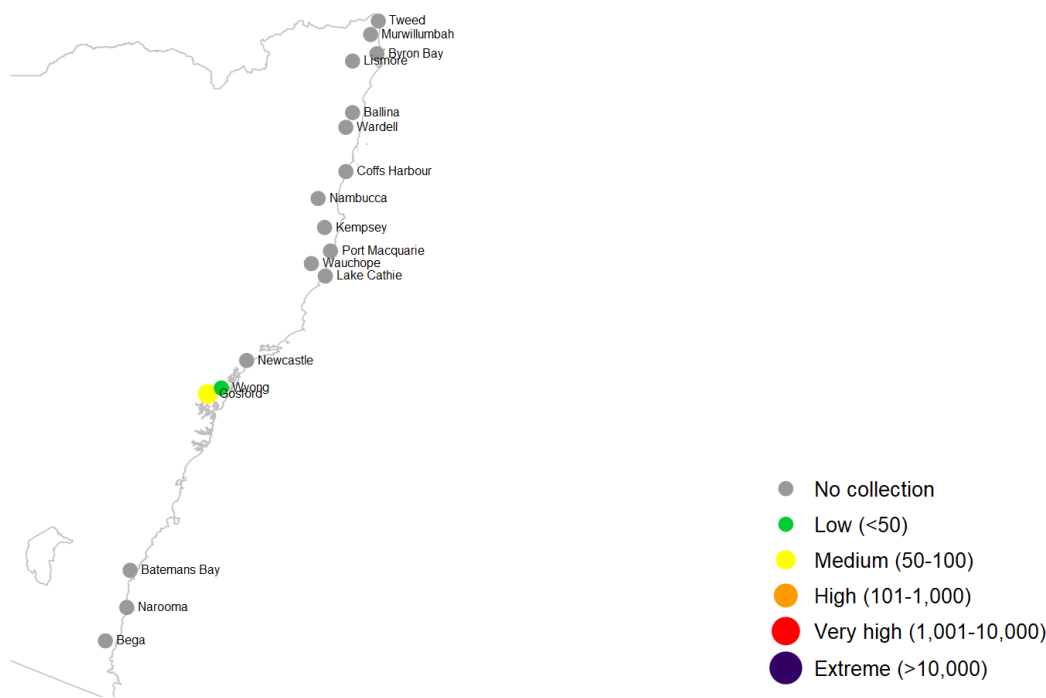 Tweed
Murwillumbah
Byron Bay
Lismore
Ballina
Wardell
Coffs Harbour
Nambucca
Kempsey
Port Macquarie
Wauchope
Lake Cathie
Newcastle
Wyong
Gosford
Batemans Bay
Narooma
Bega
No collection
Low (<50)
Medium (50-100)
High (101-1,000)
Very high (1,001-10,000)
Extreme (>10,000)